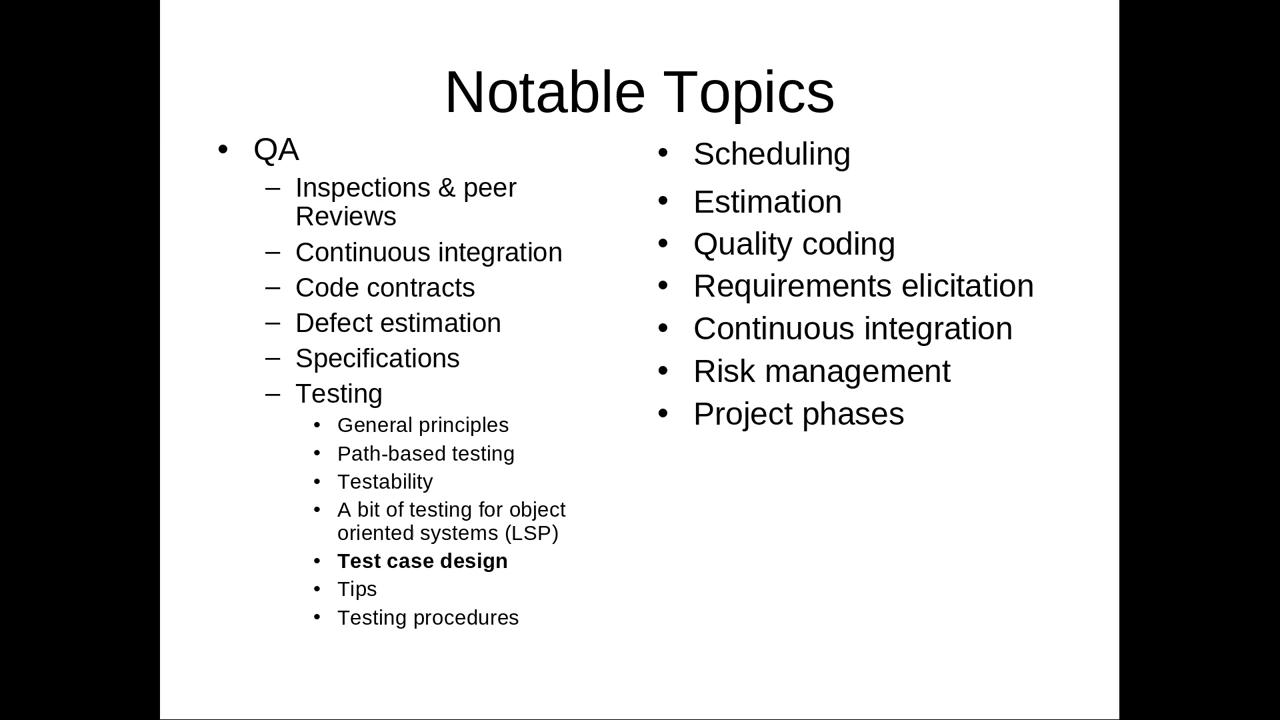 Notable Topics
• QA
– Inspections & peer
Reviews
– Continuous integration
– Code contracts
– Defect estimation
– Specifications
– Testing
• General principles
• Path-based testing
• Testability
• A bit of testing for object
oriented systems (LSP)
• Test case design
• Tips
• Testing procedures
• Scheduling
• Estimation
• Quality coding
• Requirements elicitation
• Continuous integration
• Risk management
• Project phases